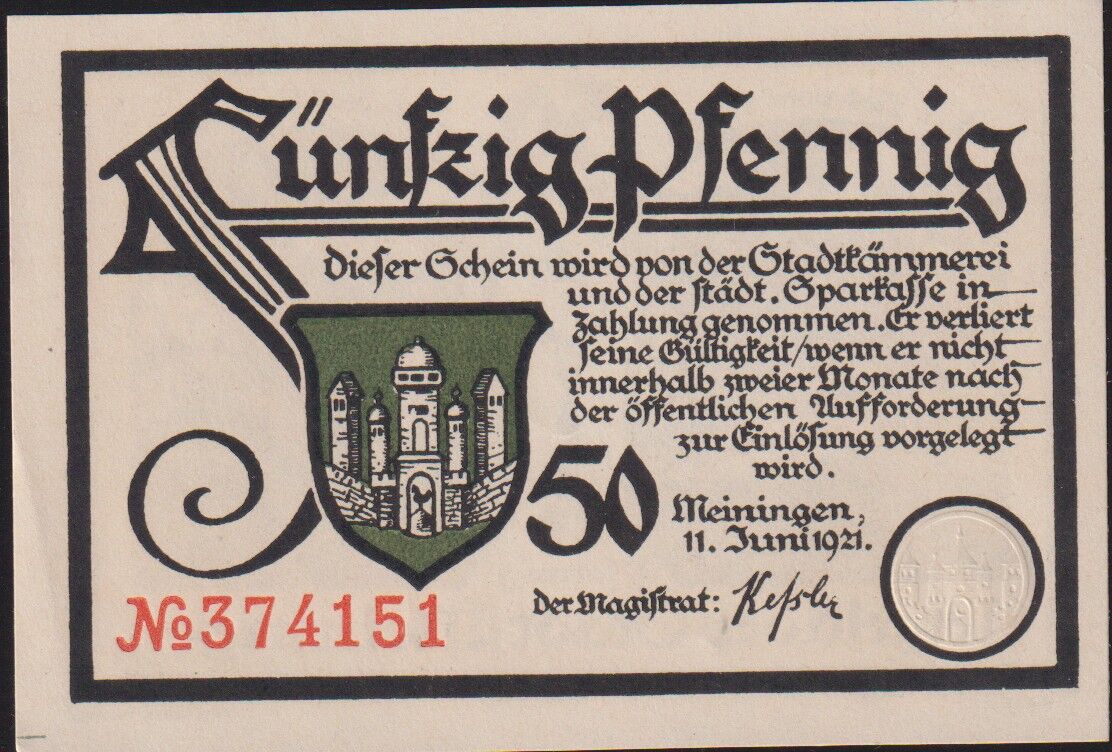 Fünfzig Pfennig
Dieser Schein wird von der Stadtkämmerei
und der städt. Sparkasse in
Zahlung genommen. Er verliert
seine Gültigkeit/wenn er nicht
innerhalb zweier Monate nach
der öffentlichen Aufforderung
zur Einlösung vorgelegt
wird.
50
Meiningen,
11. Juni 1921.
Der Magistrat: Keßler
№ 374151